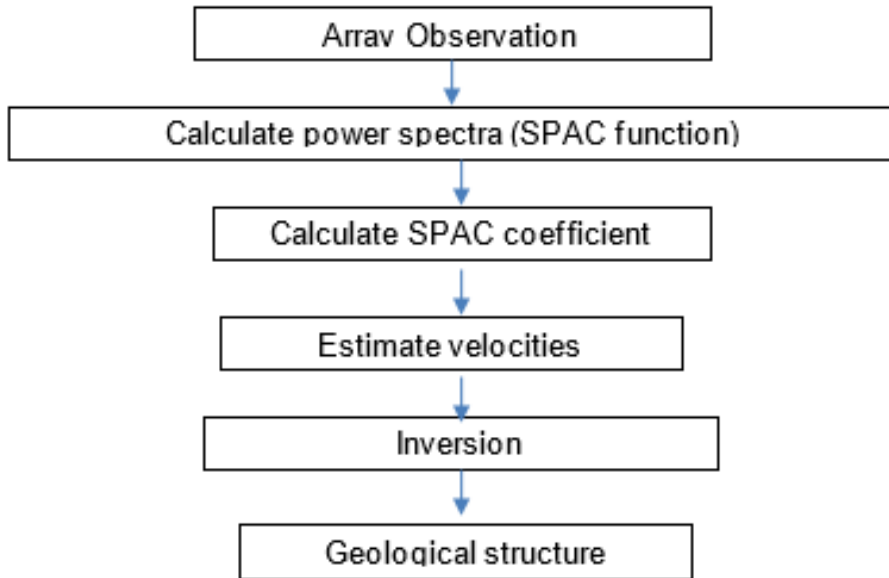 Array Observation
Calculate power spectra (SPAC function)
Calculate SPAC coefficient
Estimate velocities
Inversion
Geological structure